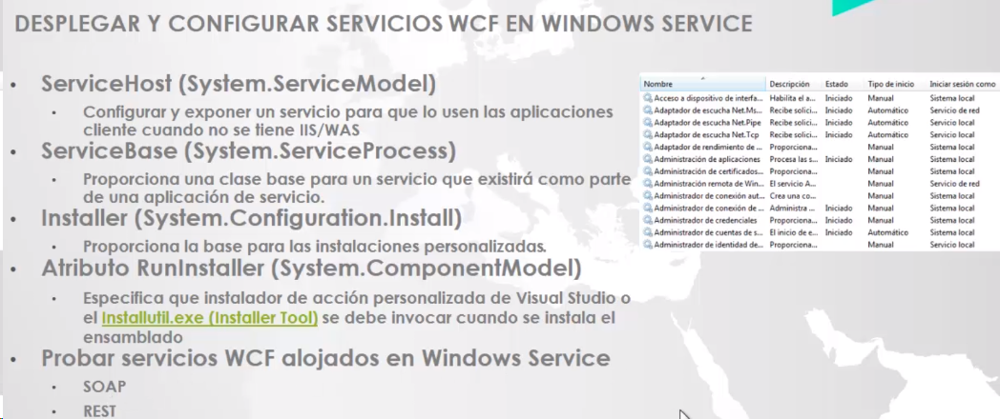 DESPLEGAR Y CONFIGURAR SERVICIOS WCF EN WINDOWS SERVICE
• ServiceHost (System.ServiceModel)
• Configurar y exponer un servicio para que lo usen las aplicaciones
cliente cuando no se tiene IIS/WAS
• ServiceBase (System.ServiceProcess)
• Proporciona una clase base para un servicio que existirá como parte
de una aplicación de servicio.
• Installer (System.Configuration.Install)
• Proporciona la base para las instalaciones personalizadas.
• Atributo RunInstaller (System.ComponentModel)
• Especifica que instalador de acción personalizada de Visual Studio o
el Installutil.exe (Installer Tool) se debe invocar cuando se instala el
ensamblado
• Probar servicios WCF alojados en Windows Service
• SOAP
• REST
Nombre Descripción Estado Tipo de inicio Iniciar sesión como
Acceso a dispositivo de interfa... Habilita el a... Iniciado Manual Sistema local
Adaptador de escucha Net.Ms... Recibe solici... Iniciado Automático Servicio de red
Adaptador de escucha Net.Pipe Recibe solici... Iniciado Automático Servicio local
Adaptador de escucha Net.Tcp Recibe solici... Iniciado Automático Servicio local
Adaptador de rendimiento de ... Proporciona... Manual Sistema local
Administración de aplicaciones Procesa las s... Iniciado Manual Sistema local
Administración de certificados... Proporciona... Manual Sistema local
Administración remota de Win... El servicio A... Manual Servicio de red
Administrador de conexión aut... Crea una co... Manual Sistema local
Administrador de conexión de ... Administra ... Iniciado Manual Sistema local
Administrador de credenciales Proporciona... Iniciado Manual Sistema local
Administrador de cuentas de s... El inicio de e... Iniciado Automático Sistema local
Administrador de identidad de... Proporciona... Manual Servicio local